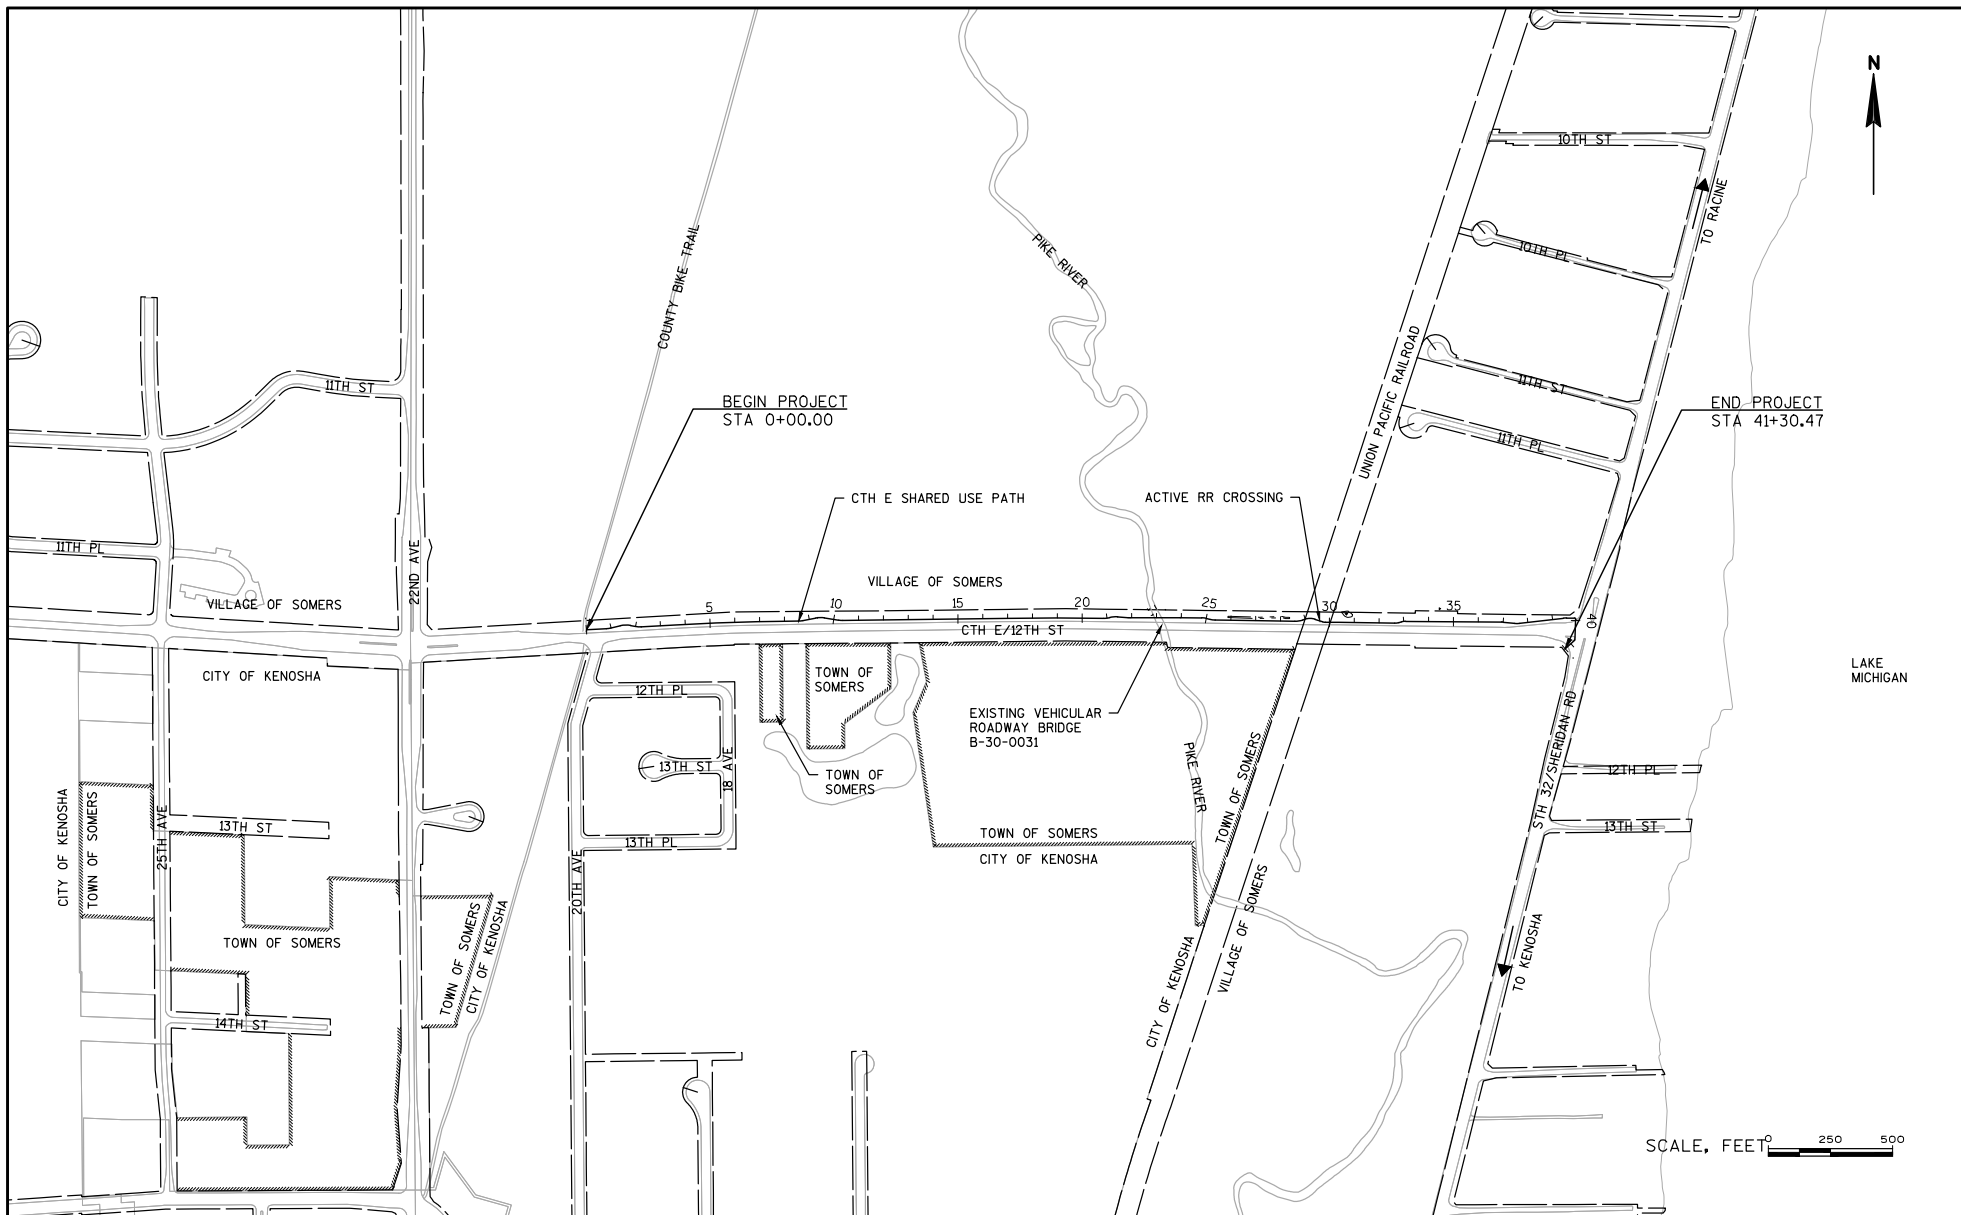 N
10TH ST
TO RACINE
10TH PL
PIKE RIVER
COUNTY BIKE TRAIL
UNION PACIFIC RAILROAD
11TH ST
11TH ST
BEGIN PROJECT
STA 0+00.00
END PROJECT
STA 41+30.47
11TH PL
CTH E SHARED USE PATH
ACTIVE RR CROSSING
11TH PL
22ND AVE
VILLAGE OF SOMERS
VILLAGE OF SOMERS
5
10
15
20
25
30
35
40
CTH E/12TH ST
CITY OF KENOSHA
TOWN OF
SOMERS
LAKE
MICHIGAN
12TH PL
EXISTING VEHICULAR
ROADWAY BRIDGE
B-30-0031
STH 32/SHERIDAN RD
13TH ST
18 AVE
TOWN OF
SOMERS
PIKE RIVER
TOWN OF SOMERS
12TH PL
CITY OF KENOSHA
TOWN OF SOMERS
25TH AVE
13TH ST
13TH PL
TOWN OF SOMERS
CITY OF KENOSHA
13TH ST
20TH AVE
TOWN OF SOMERS
TOWN OF SOMERS
CITY OF KENOSHA
CITY OF KENOSHA
VILLAGE OF SOMERS
TO KENOSHA
14TH ST
SCALE, FEET
0
250
500